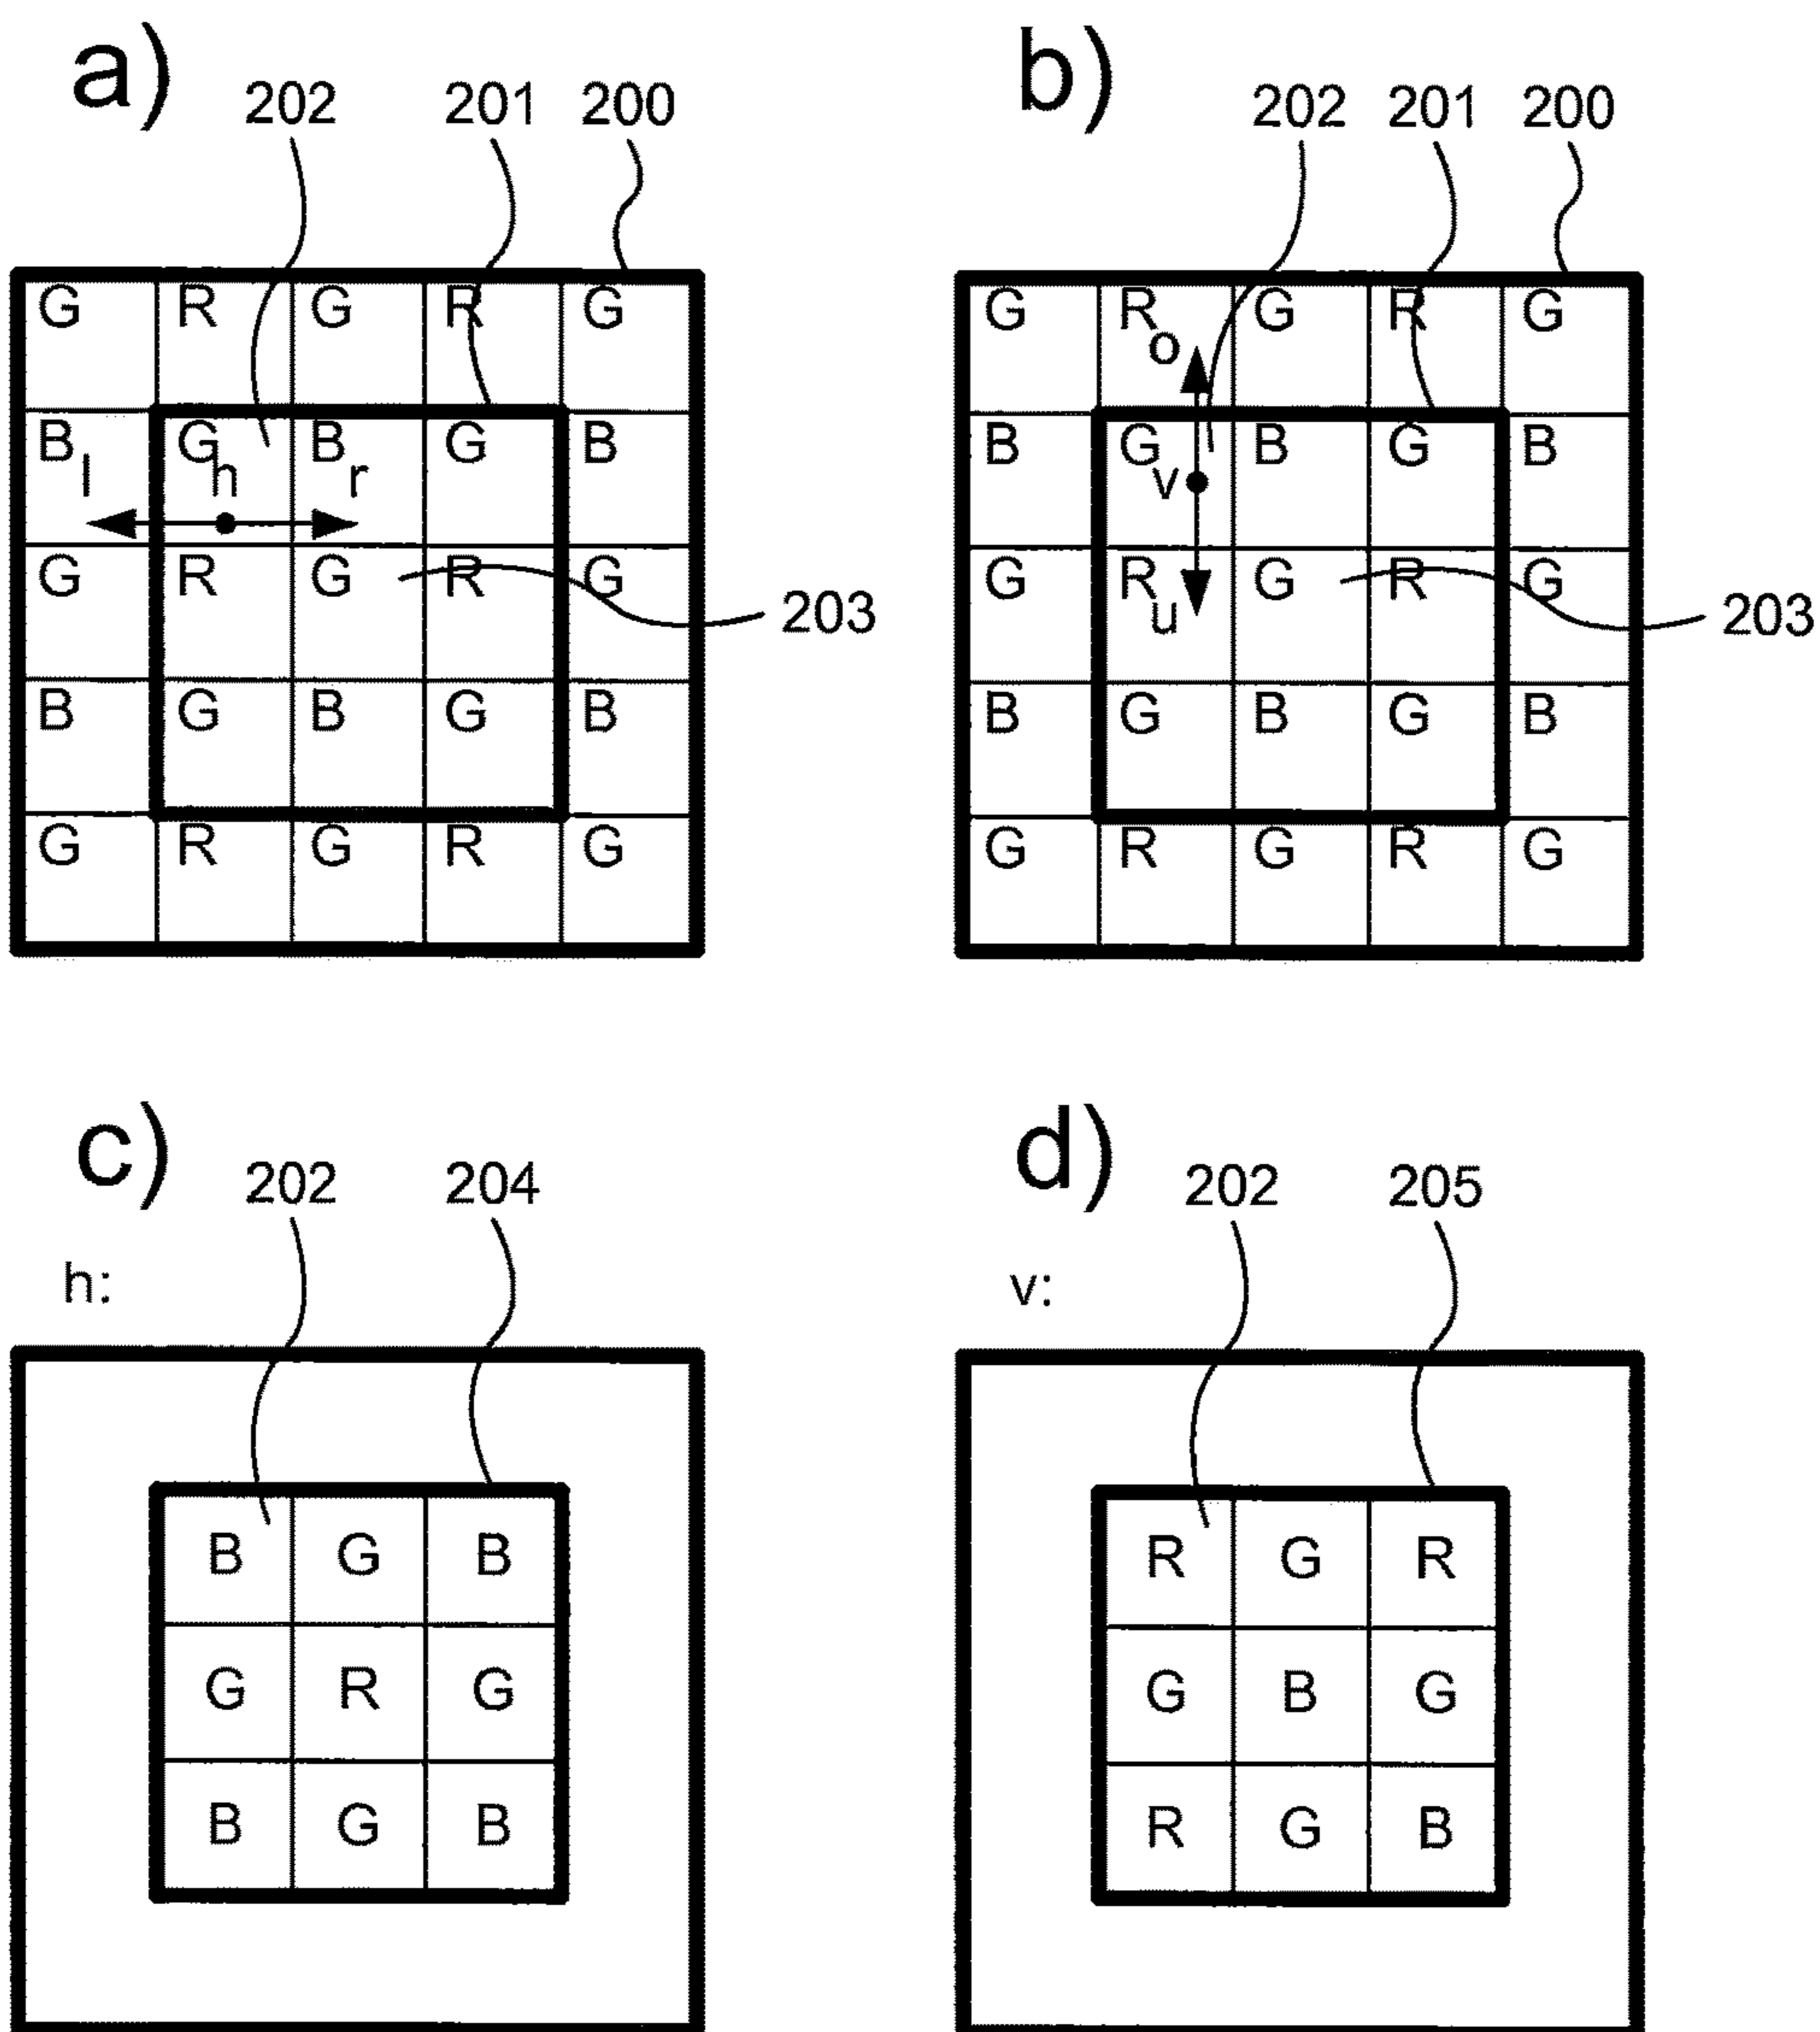 a)
202 201 200
G R G R G
B l G h B r G B
G R G R G
203
B G B G B
G R G R G
b)
202 201 200
G R o G R G
B G v B G B
G R u G R G
203
B G B G B
G R G R G
c)
202 204
h:
B G B
G R G
B G B
d)
202 205
v:
R G R
G B G
R G B